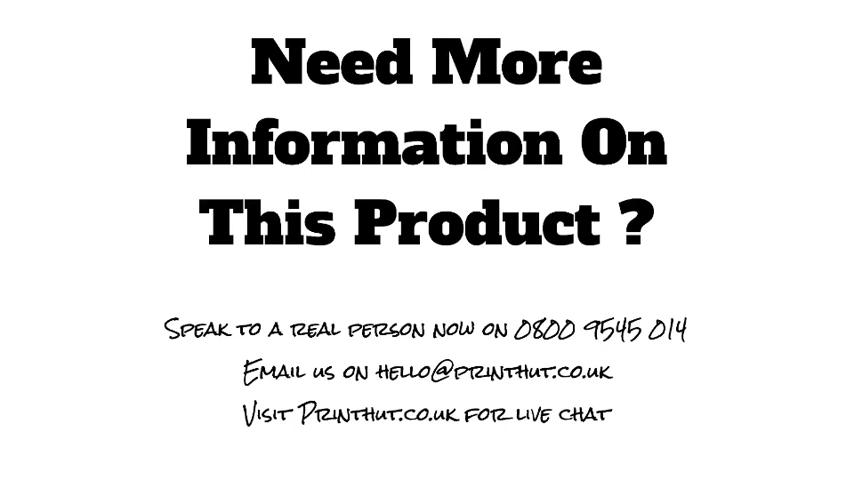 Need More
Information On
This Product ?
Speak to a real person now on 0800 9545 014
Email us on hello@printhut.co.uk
Visit Printhut.co.uk for live chat